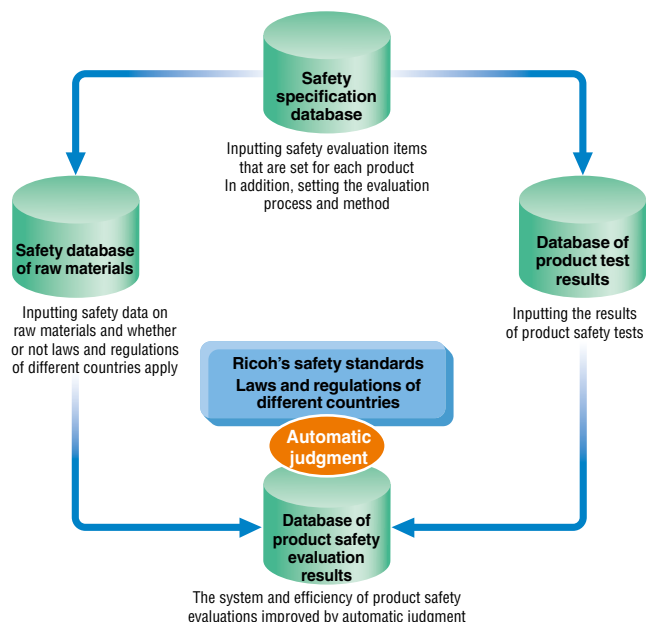 Safety
specification
database
Inputting safety evaluation items
that are set for each product
In addition, setting the evaluation
process and method
Safety database
of raw materials
Inputting safety data on
raw materials and whether
or not laws and regulations
of different countries apply
Database of
product test
results
Inputting the results
of product safety tests
Ricoh's safety standards
Laws and regulations of
different countries
Automatic
judgment
Database of
product safety
evaluation
results
The system and efficiency of product safety
evaluations improved by automatic judgment